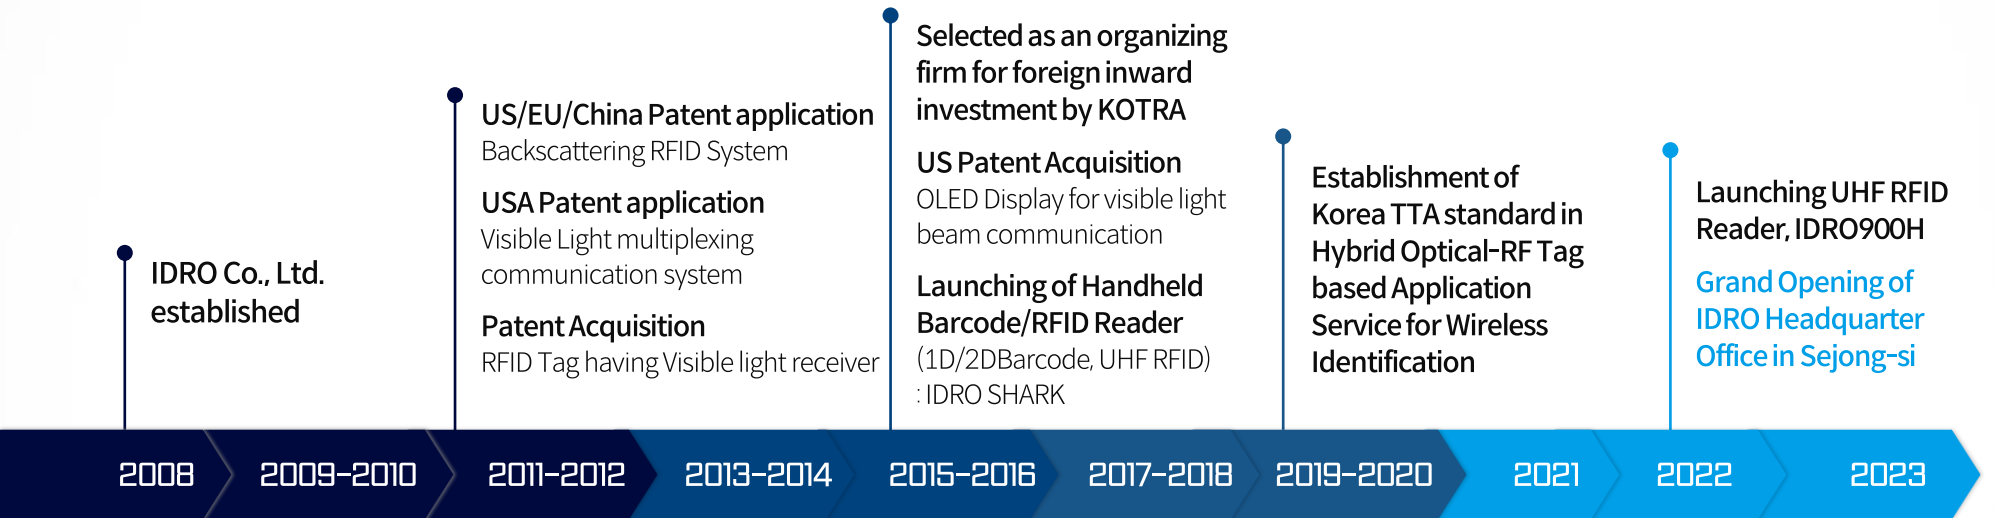 IDRO Co., Ltd.
established
US/EU/China Patent application
Backscattering RFID System
USA Patent application
Visible Light multiplexing
communication system
Patent Acquisition
RFID Tag having Visible light receiver
Selected as an organizing
firm for foreign inward
investment by KOTRA
US Patent Acquisition
OLED Display for visible light
beam communication
Launching of Handheld
Barcode/RFID Reader
(1D/2DBarcode, UHF RFID)
: IDRO SHARK
Establishment of
Korea TTA standard in
Hybrid Optical-RF Tag
based Application
Service for Wireless
Identification
Launching UHF RFID
Reader, IDRO900H
Grand Opening of
IDRO Headquarter
Office in Sejong-si
2008
2009-2010
2011-2012
2013-2014
2015-2016
2017-2018
2019-2020
2021
2022
2023